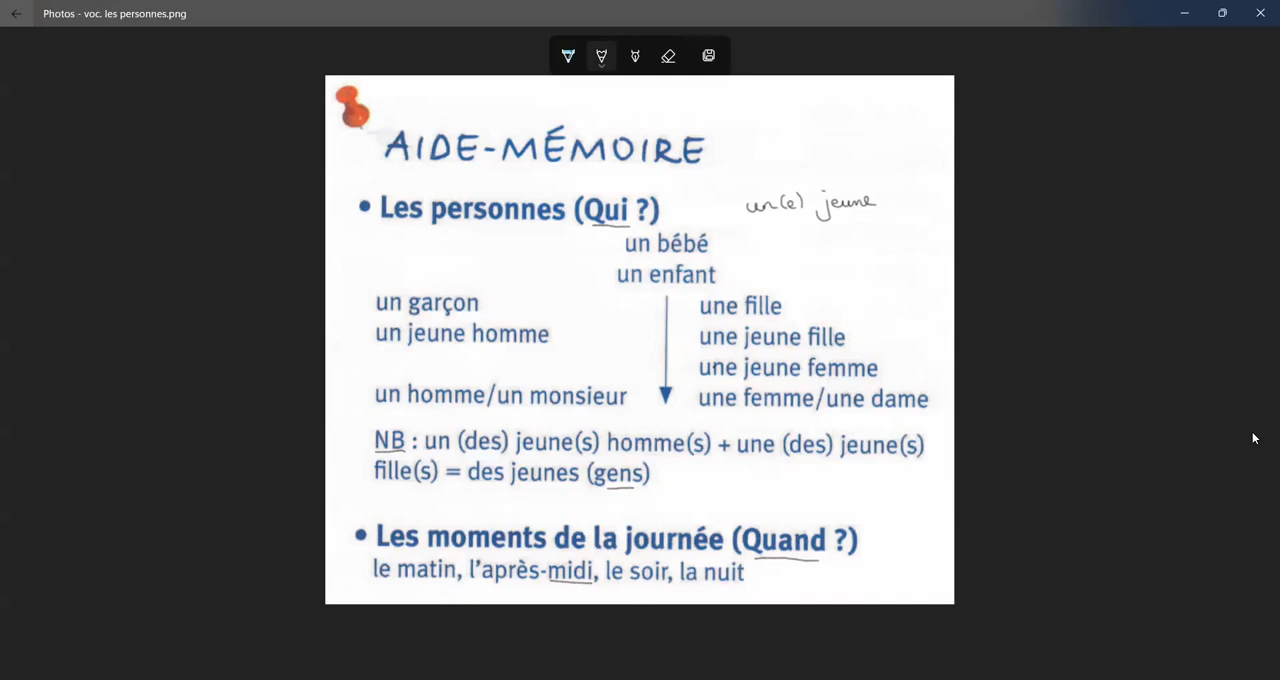 Photos - voc. les personnes.png
AIDE-MÉMOIRE
• Les personnes (Qui ?)
un(e) jeune
un bébé
un enfant
un garçon
une fille
un jeune homme
une jeune fille
une jeune femme
un homme/un monsieur
une femme/une dame
NB : un (des) jeune(s) homme(s) + une (des) jeune(s)
fille(s) = des jeunes (gens)
• Les moments de la journée (Quand ?)
le matin, l'après-midi, le soir, la nuit